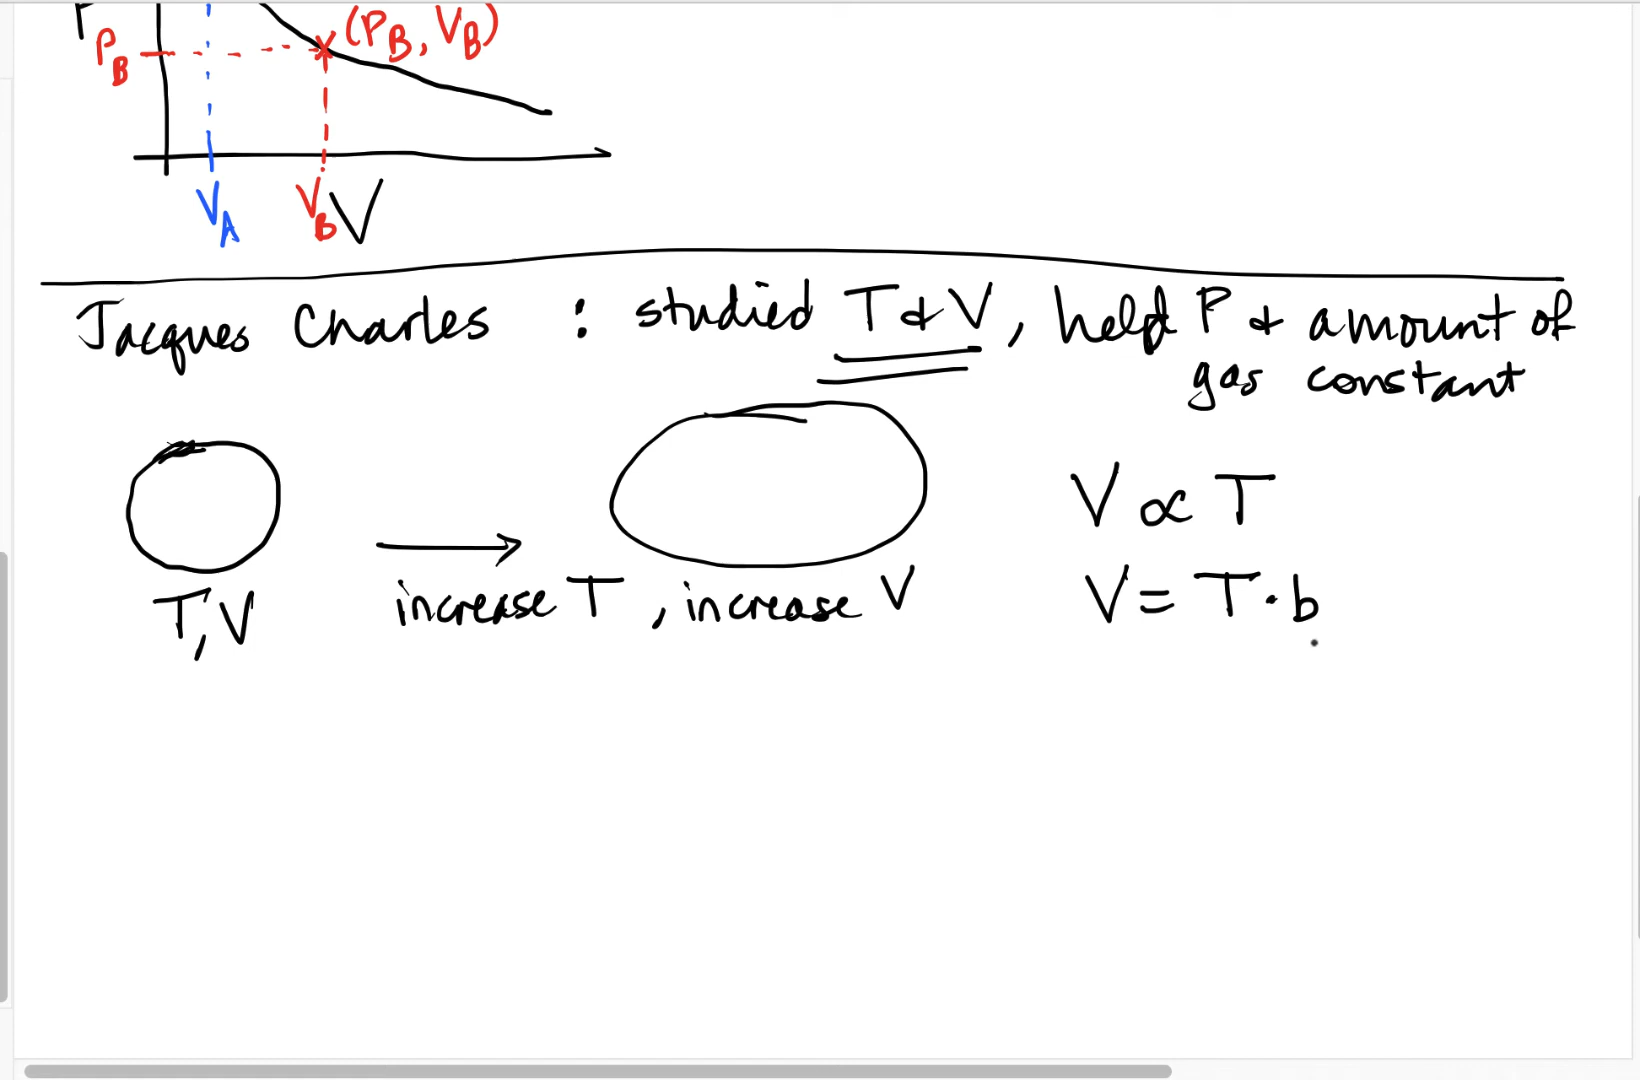 P
P_B (P_B, V_B)
V_A V_B V
Jacques Charles : studied T & V, held P & amount of
gas constant
V ∝ T
T, V increase T, increase V
V = T · b